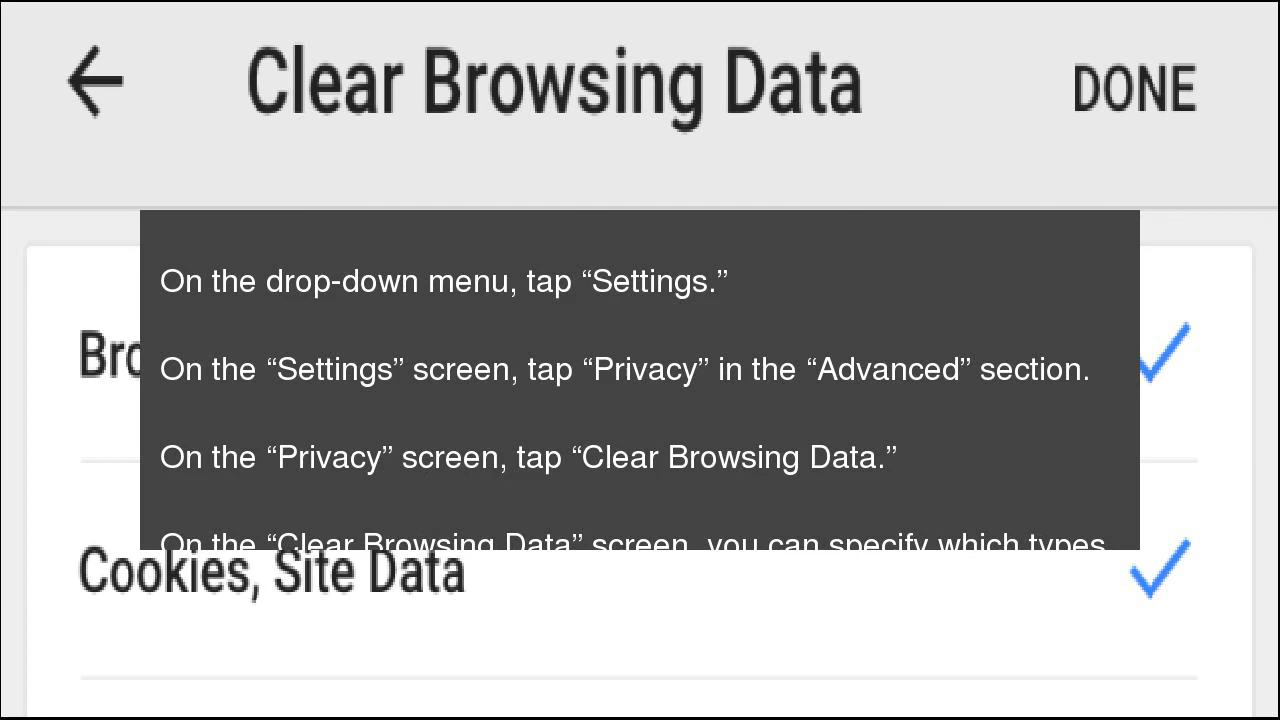 Clear Browsing Data DONE
On the drop-down menu, tap “Settings.”
Bro
On the “Settings” screen, tap “Privacy” in the “Advanced” section.
On the “Privacy” screen, tap “Clear Browsing Data.”
On the “Clear Browsing Data” screen, you can specify which types
Cookies, Site Data